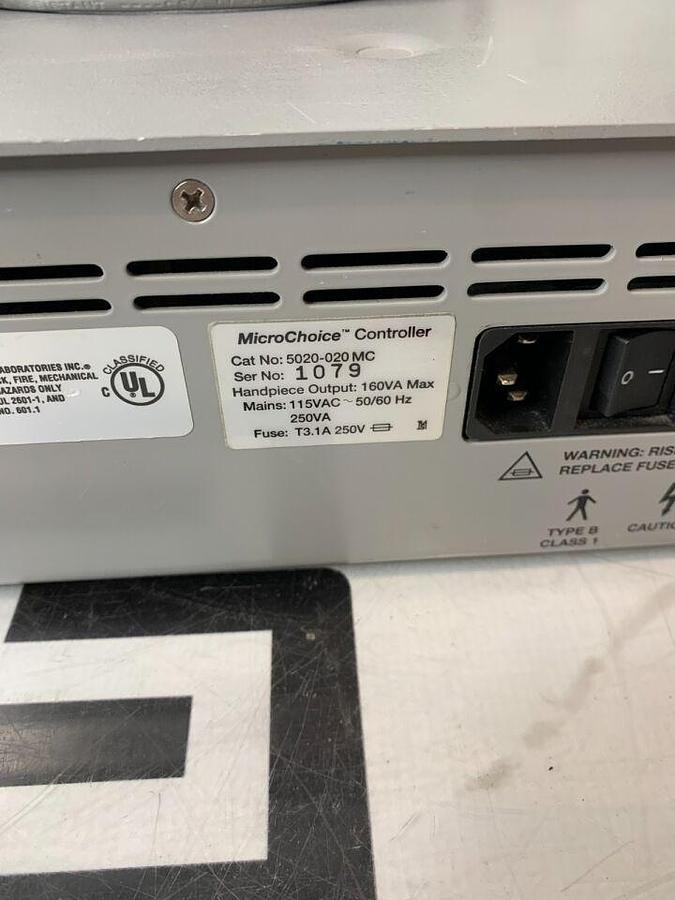 LABORATORIES INC.®
CK, FIRE, MECHANICAL
HAZARDS ONLY
UL 2601-1, AND
NO. 601.1
CLASSIFIED
C UL
MicroChoice™ Controller
Cat No: 5020-020 MC
Ser No: 1079
Handpiece Output: 160VA Max
Mains: 115VAC ~ 50/60 Hz
250VA
Fuse: T3.1A 250V
WARNING: RIS
REPLACE FUSE
TYPE B
CLASS 1
CAUTIO